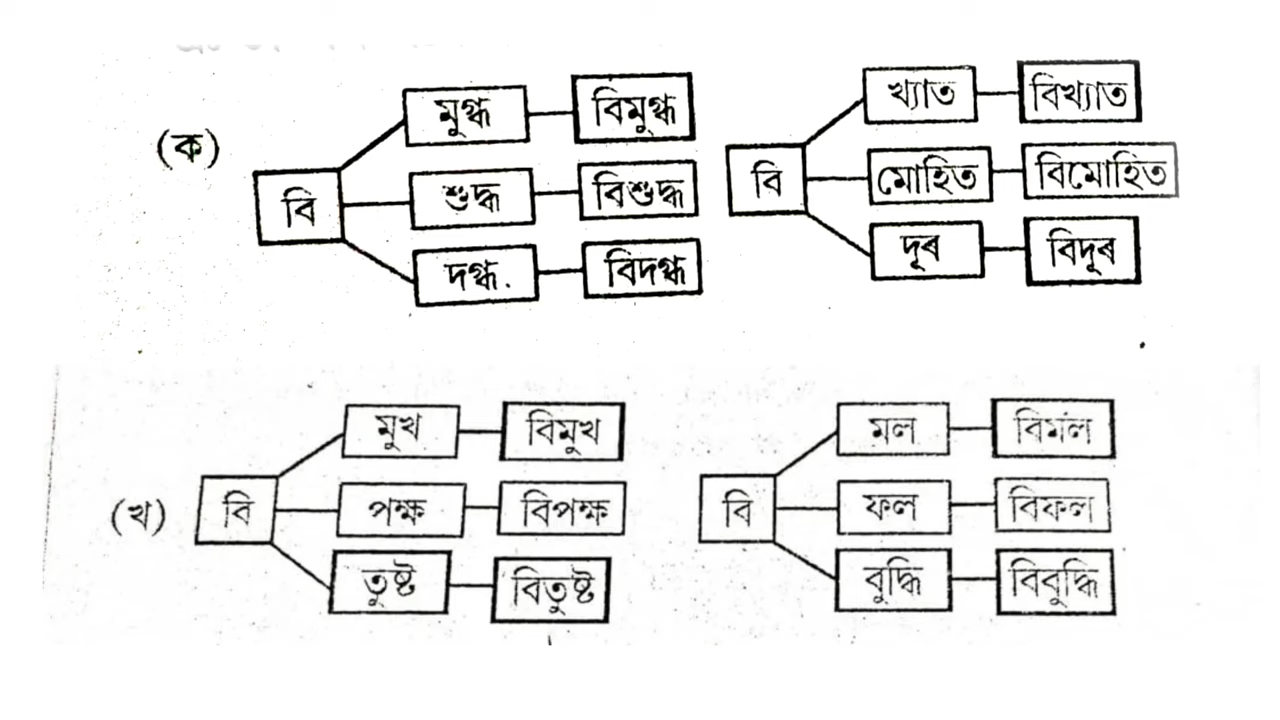 (ক)
বি
মুগ্ধ বিমুগ্ধ
শুদ্ধ বিশুদ্ধ
দগ্ধ. বিদগ্ধ
বি
খ্যাত বিখ্যাত
মোহিত বিমোহিত
দূৰ বিদূৰ
(খ)
বি
মুখ বিমুখ
পক্ষ বিপক্ষ
তুষ্ট বিতুষ্ট
বি
মল বিমল
ফল বিফল
বুদ্ধি বিবুদ্ধি